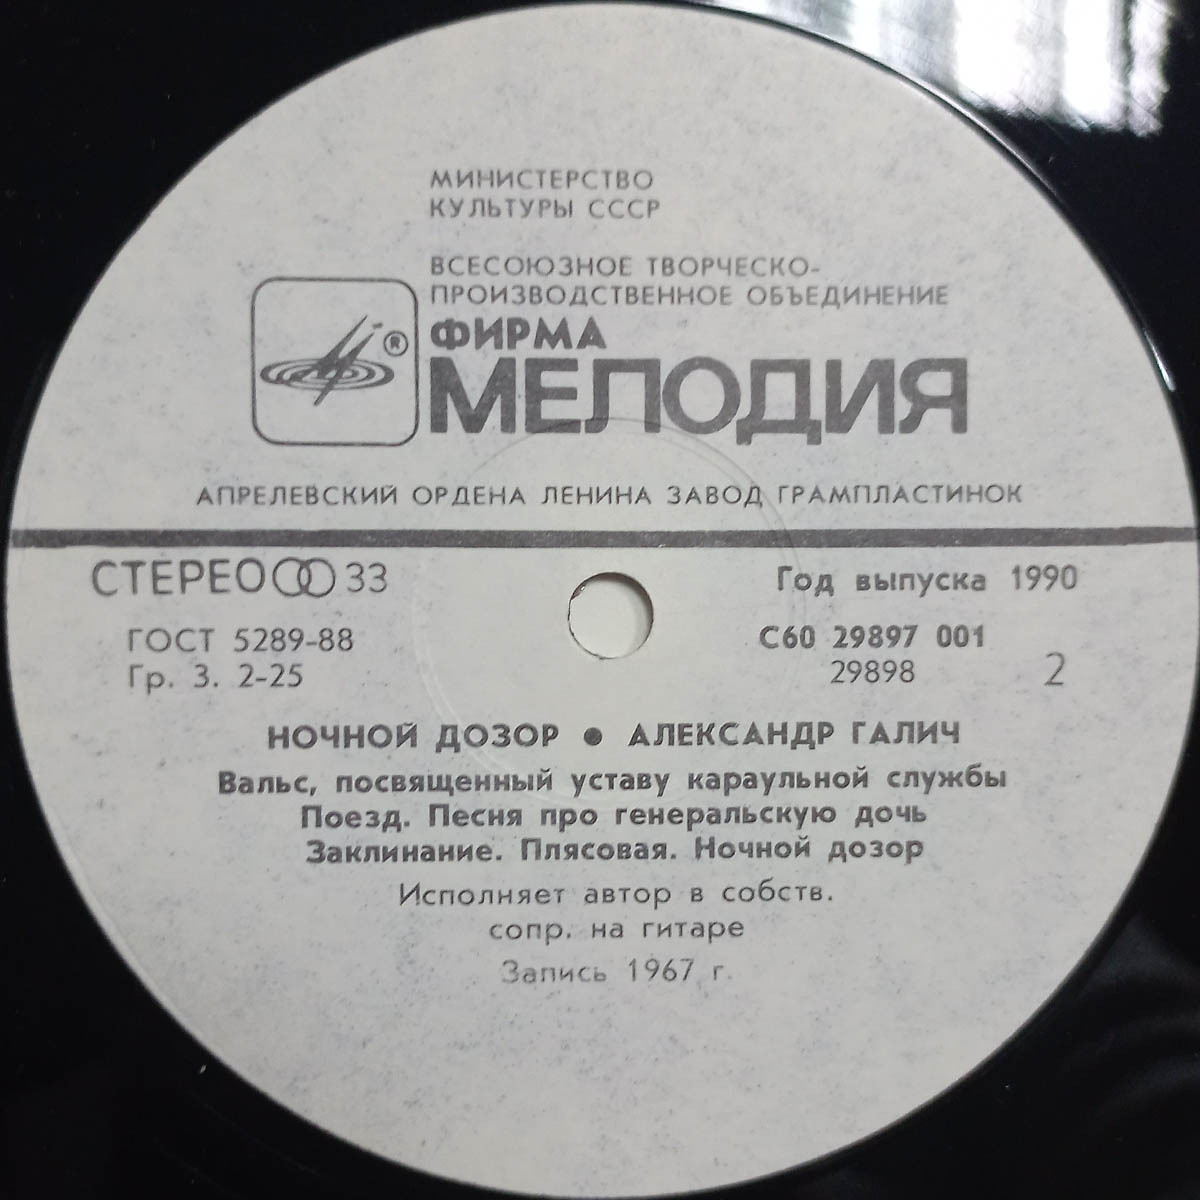 МИНИСТЕРСТВО
КУЛЬТУРЫ СССР
ВСЕСОЮЗНОЕ ТВОРЧЕСКО-
ПРОИЗВОДСТВЕННОЕ ОБЪЕДИНЕНИЕ
ФИРМА
®
МЕЛОДИЯ
АПРЕЛЕВСКИЙ ОРДЕНА ЛЕНИНА ЗАВОД ГРАМПЛАСТИНОК
СТЕРЕО 33
Год выпуска 1990
ГОСТ 5289-88
С60 29897 001
Гр. 3. 2-25
29898
2
НОЧНОЙ ДОЗОР • АЛЕКСАНДР ГАЛИЧ
Вальс, посвященный уставу караульной службы
Поезд. Песня про генеральскую дочь
Заклинание. Плясовая. Ночной дозор
Исполняет автор в собств.
сопр. на гитаре
Запись 1967 г.